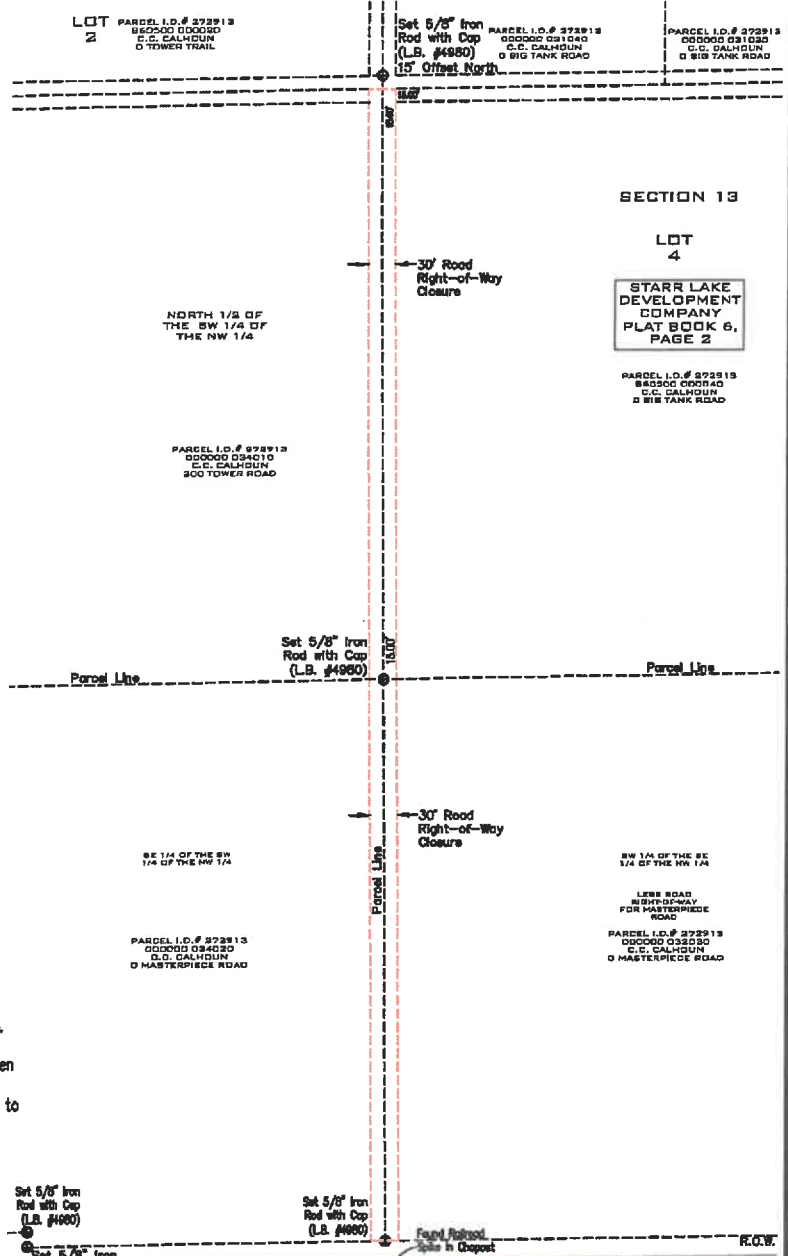 LOT
2
PARCEL I.D.# 272913
860500 000020
C.C. CALHOUN
0 TOWER TRAIL
Set 5/8" Iron
Rod with Cap
(L.B. #4960)
15' Offset North
PARCEL I.D.# 272913
000000 031040
C.C. CALHOUN
0 BIG TANK ROAD
PARCEL I.D.# 272913
000000 031030
C.C. CALHOUN
0 BIG TANK ROAD
15.00'
SECTION 13
LOT
4
STARR LAKE
DEVELOPMENT
COMPANY
PLAT BOOK 6,
PAGE 2
PARCEL I.D.# 272913
860500 000040
C.C. CALHOUN
0 BIG TANK ROAD
30' Road
Right-of-Way
Closure
NORTH 1/2 OF
THE SW 1/4 OF
THE NW 1/4
PARCEL I.D.# 272913
000000 034010
C.C. CALHOUN
300 TOWER ROAD
Set 5/8" Iron
Rod with Cap
(L.B. #4960)
15.00'
Parcel Line
Parcel Line
30' Road
Right-of-Way
Closure
Parcel Line
SE 1/4 OF THE SW
1/4 OF THE NW 1/4
PARCEL I.D.# 272913
000000 034020
C.C. CALHOUN
0 MASTERPIECE ROAD
SW 1/4 OF THE SE
1/4 OF THE NW 1/4
LESS ROAD
RIGHT-OF-WAY
FOR MASTERPIECE
ROAD
PARCEL I.D.# 272913
000000 032030
C.C. CALHOUN
0 MASTERPIECE ROAD
en
to
Set 5/8" Iron
Rod with Cap
(L.B. #4960)
Set 5/8" Iron
Set 5/8" Iron
Rod with Cap
(L.B. #4960)
Found Railroad
Spike in Chopost
R.O.W.